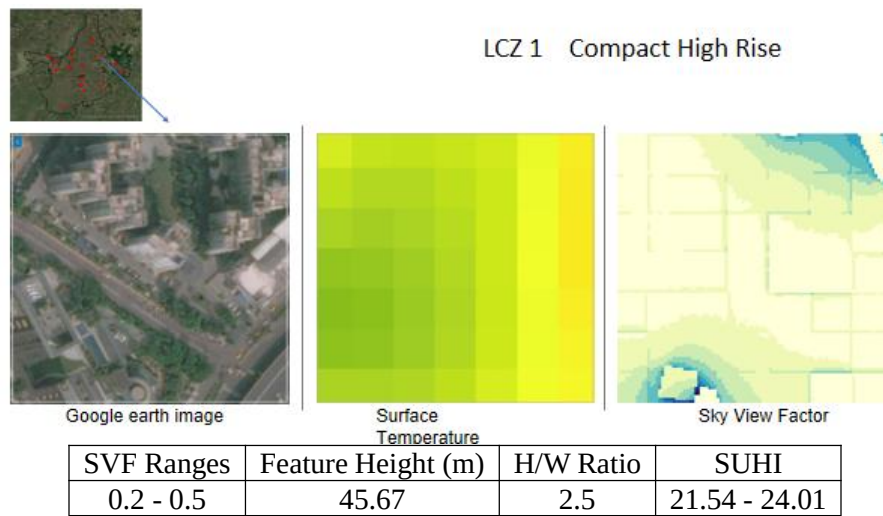 LCZ 1 Compact High Rise
Google earth image
Surface
Temperature
Sky View Factor
SVF Ranges Feature Height (m) H/W Ratio SUHI
0.2 - 0.5 45.67 2.5 21.54 - 24.01